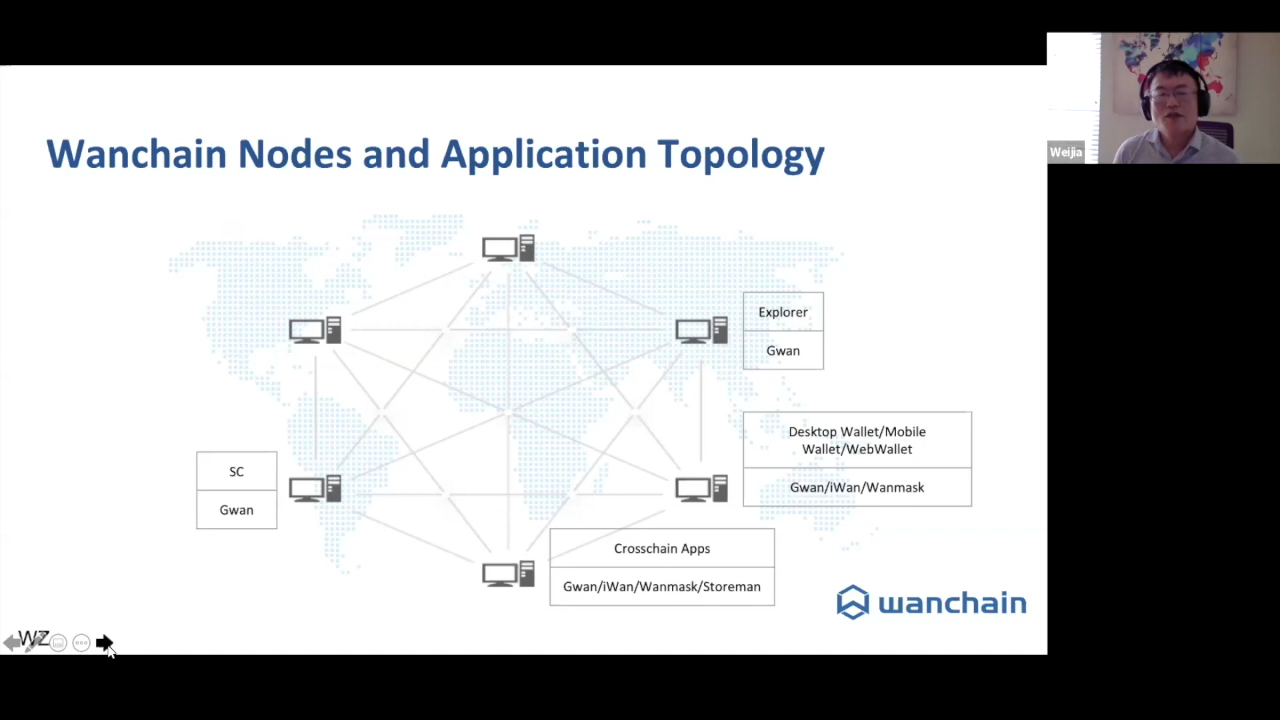 Weijia
Wanchain Nodes and Application Topology
Explorer
Gwan
Desktop Wallet/Mobile
Wallet/WebWallet
Gwan/iWan/Wanmask
SC
Gwan
Crosschain Apps
Gwan/iWan/Wanmask/Storeman
wanchain
WZ